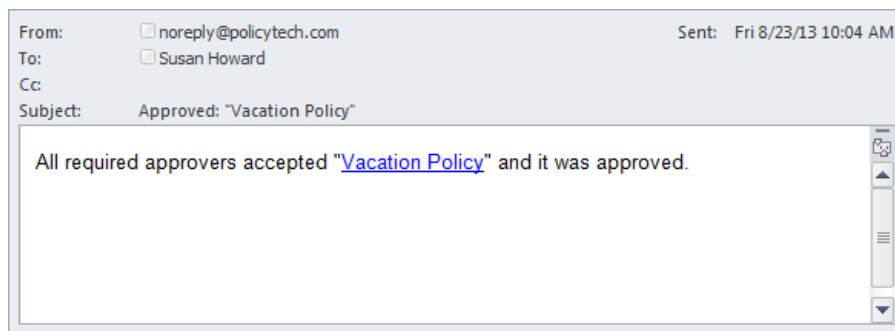 From: noreply@policytech.com Sent: Fri 8/23/13 10:04 AM
To: Susan Howard
Cc:
Subject: Approved: "Vacation Policy"
All required approvers accepted "Vacation Policy" and it was approved.